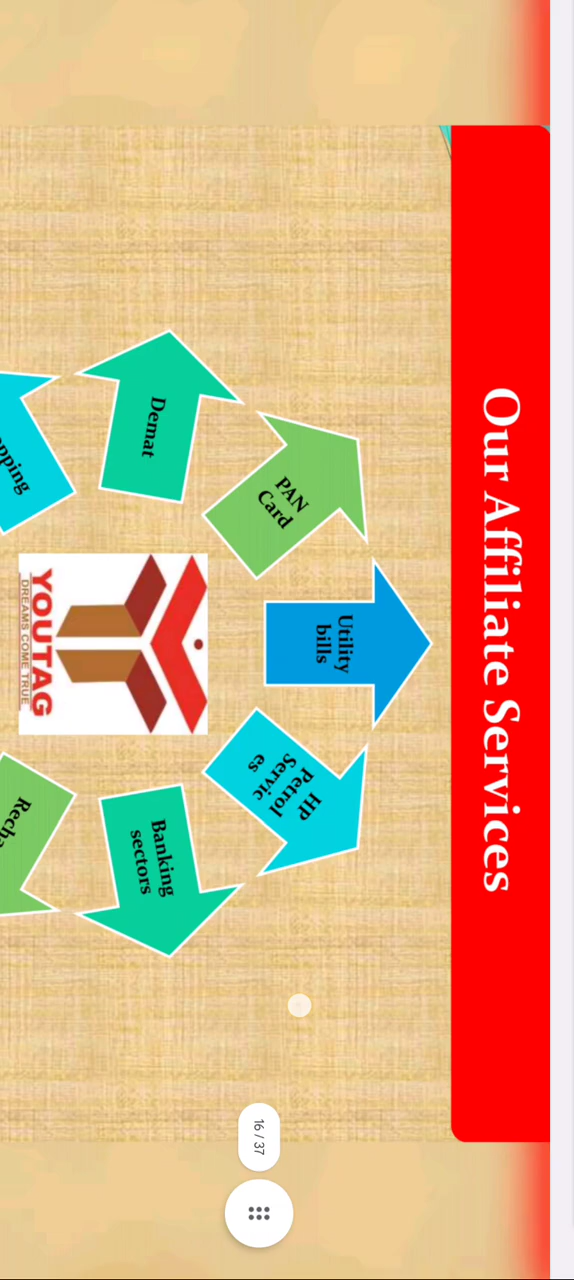 Our Affiliate Services
Utility
bills
PAN
Card
HP
Petrol
Servic
es
Demat
Banking
sectors
YOUTAG
DREAMS COME TRUE
16 / 37